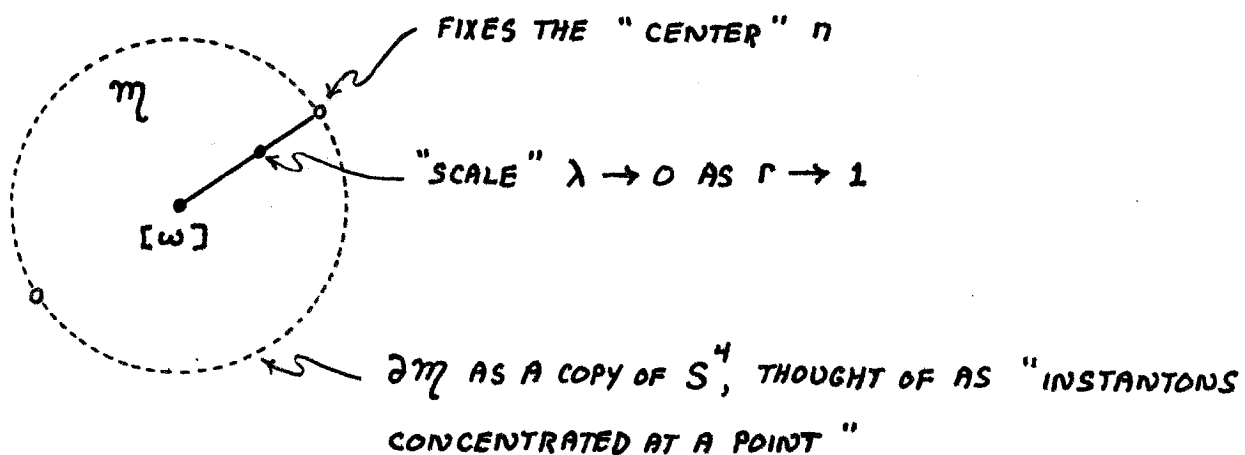 FIXES THE "CENTER" n
𝓜
"SCALE" λ → 0 AS r → 1
[ω]
∂𝓜 AS A COPY OF S⁴, THOUGHT OF AS "INSTANTONS
CONCENTRATED AT A POINT"